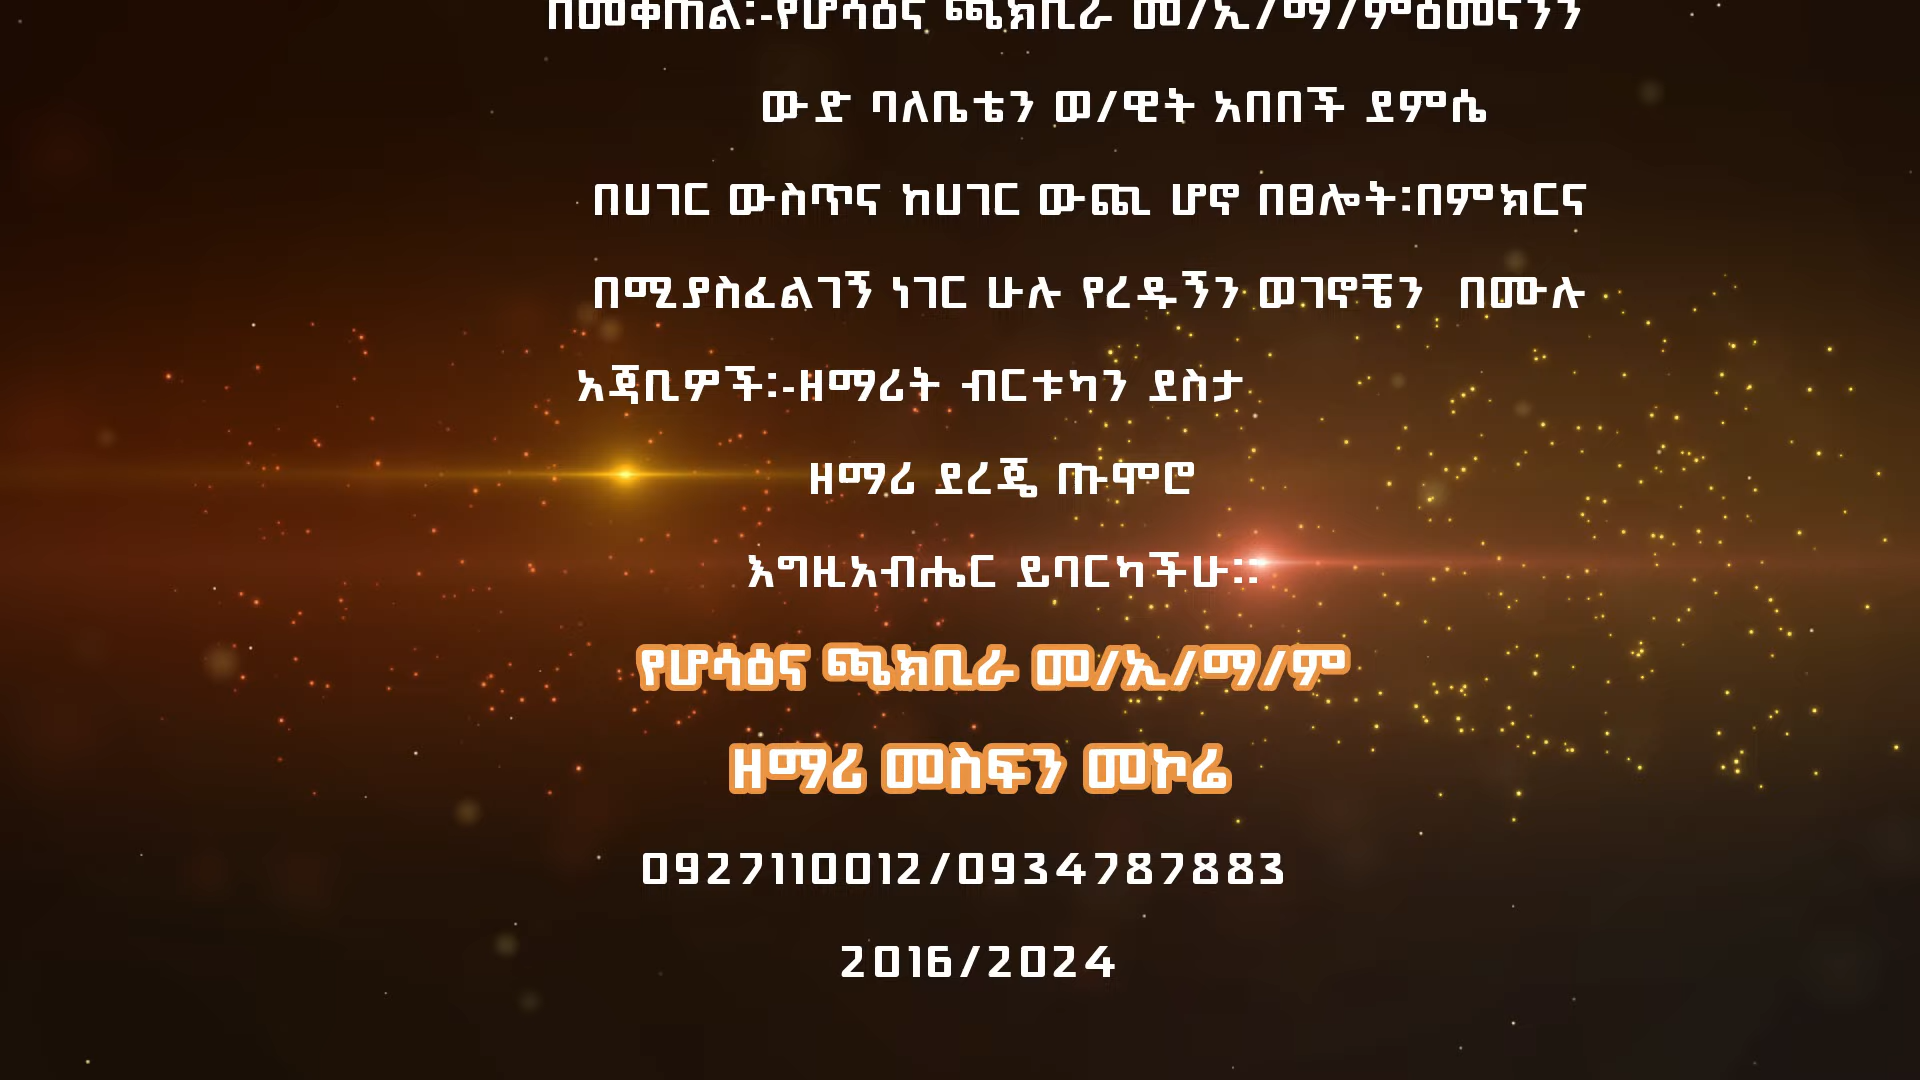 በመቀጠል፡-የሆሳዕና ጫክቢራ መ/ኢ/ማ/ምዕመናንን
ውድ ባለቤቴን ወ/ዊት አበበች ደምሴ
በሀገር ውስጥና ከሀገር ውጪ ሆኖ በፀሎት፡በምክርና
በሚያስፈልገኝ ነገር ሁሉ የረዱኝን ወገኖቼን በሙሉ
አጃቢዎች፡-ዘማሪት ብርቱካን ደስታ
ዘማሪ ደረጄ ጡሞሮ
እግዚአብሔር ይባርካችሁ፡፡
የሆሳዕና ጫክቢራ መ/ኢ/ማ/ም
ዘማሪ መስፍን መኮሬ
0927110012/0934787883
2016/2024